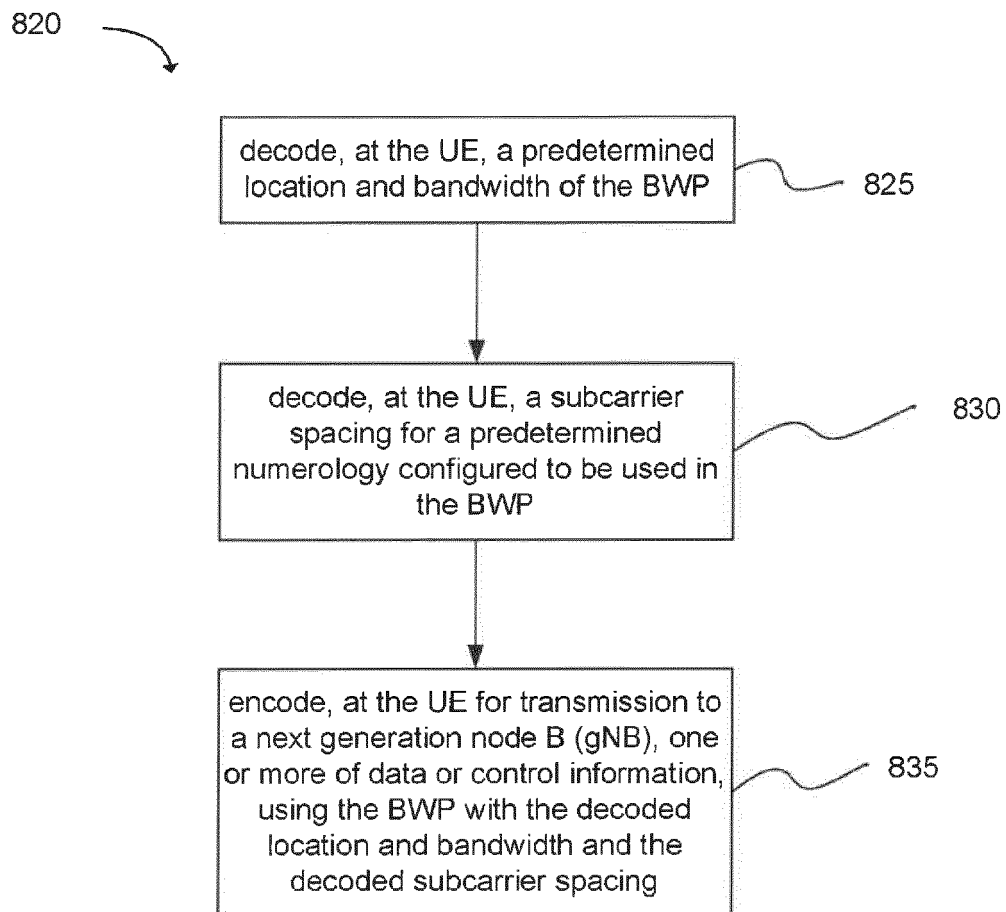 820
decode, at the UE, a predetermined
location and bandwidth of the BWP
825
decode, at the UE, a subcarrier
spacing for a predetermined
numerology configured to be used in
the BWP
830
encode, at the UE for transmission to
a next generation node B (gNB), one
or more of data or control information,
using the BWP with the decoded
location and bandwidth and the
decoded subcarrier spacing
835